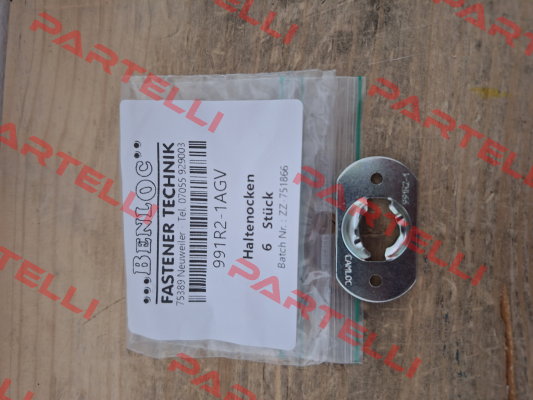 ...BENLOC...
FASTENER TECHNIK
75389 Neuweiler Tel. 07055 929003
991R2-1AGV
Haltenocken
6 Stück
Batch Nr.: ZZ-751866
CAMLOC
PARTELLI
PARTELLI
PARTELLI
PARTELLI
PARTELLI
PARTELLI